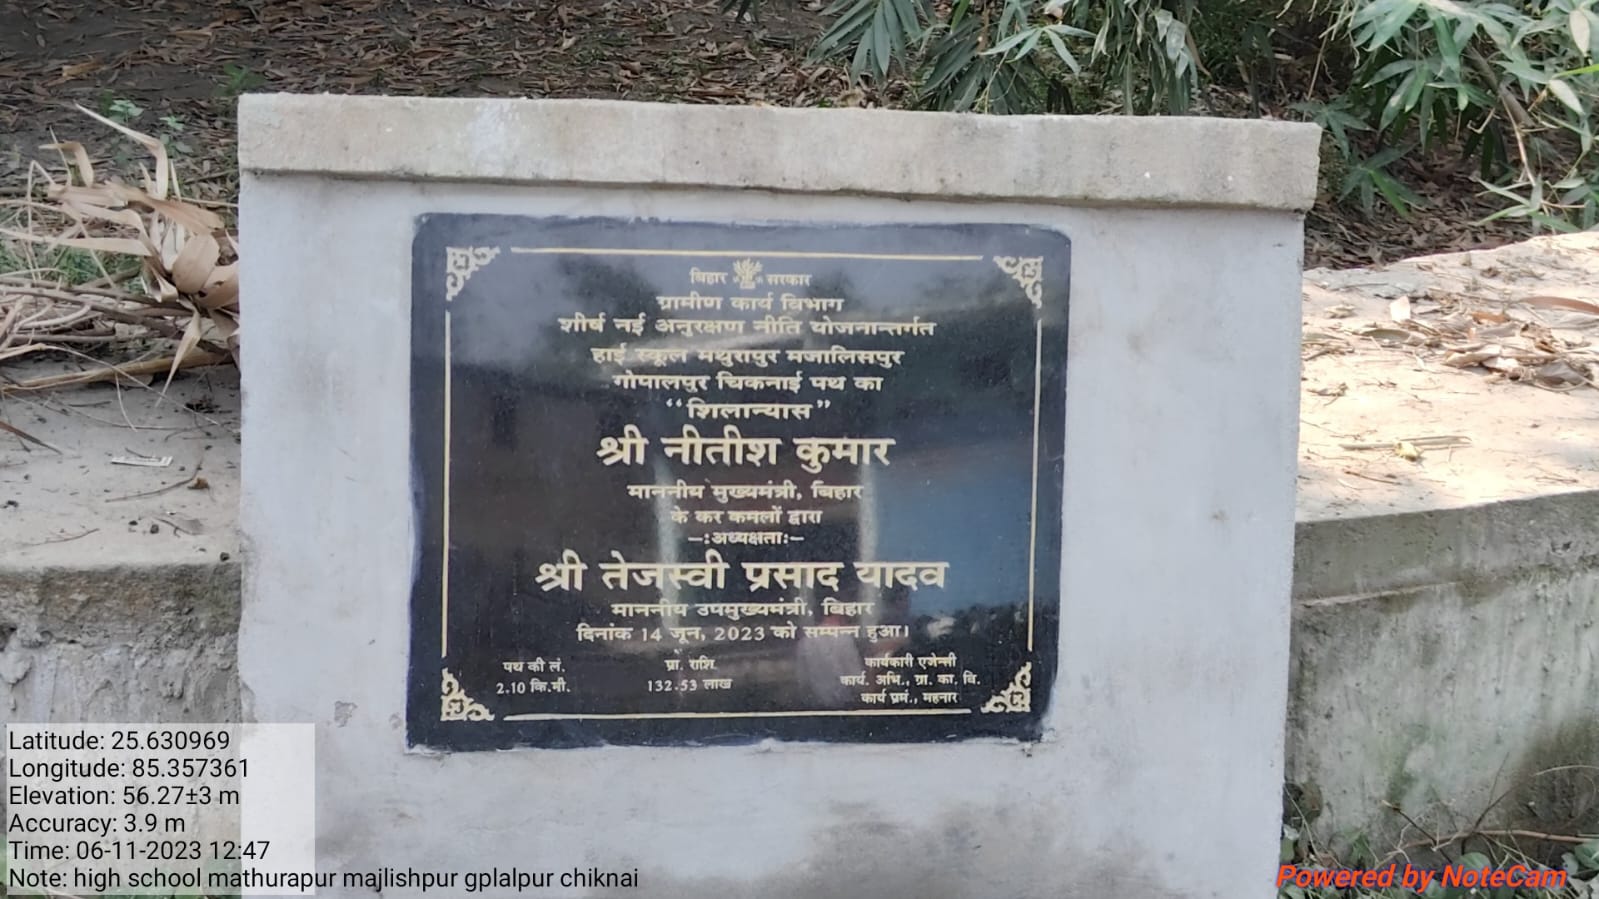 बिहार सरकार
ग्रामीण कार्य विभाग
शीर्ष नई अनुरक्षण नीति योजनान्तर्गत
हाई स्कूल मथुरापुर मजालिसपुर
गोपालपुर चिकनाई पथ का
“शिलान्यास”
श्री नीतीश कुमार
माननीय मुख्यमंत्री, बिहार
के कर कमलों द्वारा
–:अध्यक्षता:–
श्री तेजस्वी प्रसाद यादव
माननीय उपमुख्यमंत्री, बिहार
दिनांक 14 जून, 2023 को सम्पन्न हुआ।
पथ की लं. प्रा. राशि कार्यकारी एजेन्सी
2.10 कि.मी. 132.53 लाख कार्य. अभि., ग्रा. का. वि.
कार्य प्रमं., महनार
Latitude: 25.630969
Longitude: 85.357361
Elevation: 56.27±3 m
Accuracy: 3.9 m
Time: 06-11-2023 12:47
Note: high school mathurapur majlishpur gplalpur chiknai
Powered by NoteCam